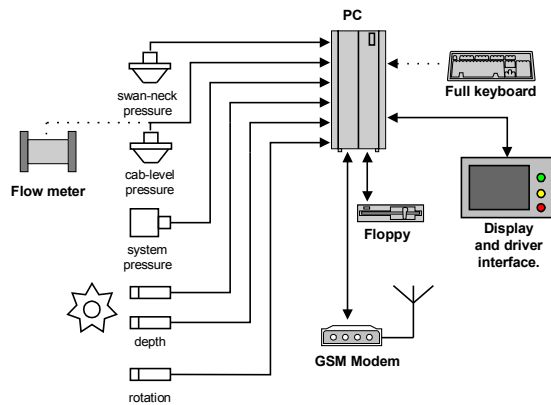 PC
swan-neck
pressure
Full keyboard
Flow meter
cab-level
pressure
system
pressure
Floppy
Display
and driver
interface.
depth
GSM Modem
rotation